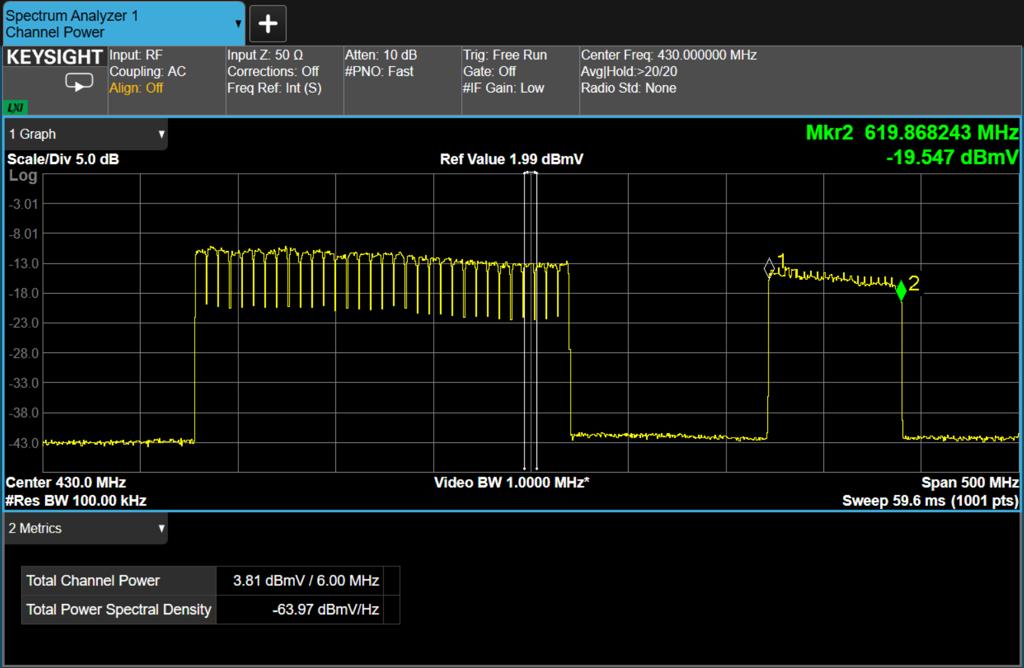 Spectrum Analyzer 1
Channel Power
KEYSIGHT
LXI
Input: RF
Coupling: AC
Align: Off
Input Z: 50 Ω
Corrections: Off
Freq Ref: Int (S)
Atten: 10 dB
#PNO: Fast
Trig: Free Run
Gate: Off
#IF Gain: Low
Center Freq: 430.000000 MHz
Avg|Hold:>20/20
Radio Std: None
1 Graph
Mkr2 619.868243 MHz
-19.547 dBmV
Scale/Div 5.0 dB
Ref Value 1.99 dBmV
Log
-3.01
-8.01
-13.0
-18.0
-23.0
-28.0
-33.0
-38.0
-43.0
1
2
Center 430.0 MHz
Video BW 1.0000 MHz*
Span 500 MHz
#Res BW 100.00 kHz
Sweep 59.6 ms (1001 pts)
2 Metrics
Total Channel Power 3.81 dBmV / 6.00 MHz
Total Power Spectral Density -63.97 dBmV/Hz